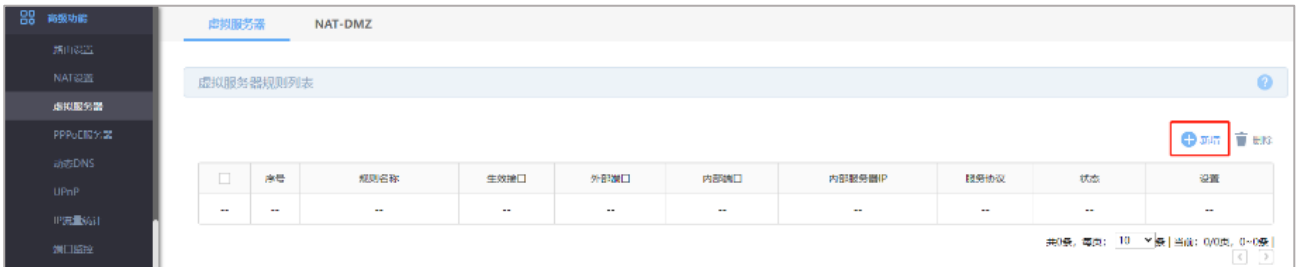 高级功能
虚拟服务器 NAT-DMZ
路由设置
NAT设置
虚拟服务器规则列表
虚拟服务器
PPPoE服务器
新增 删除
动态DNS
序号 规则名称 生效接口 外部端口 内部端口 内部服务器IP 服务协议 状态 设置
UPnP
-- -- -- -- -- -- -- -- -- --
IP流量统计
共0条，每页： 10 条 | 当前：0/0页，0~0条 |
端口监控
< >